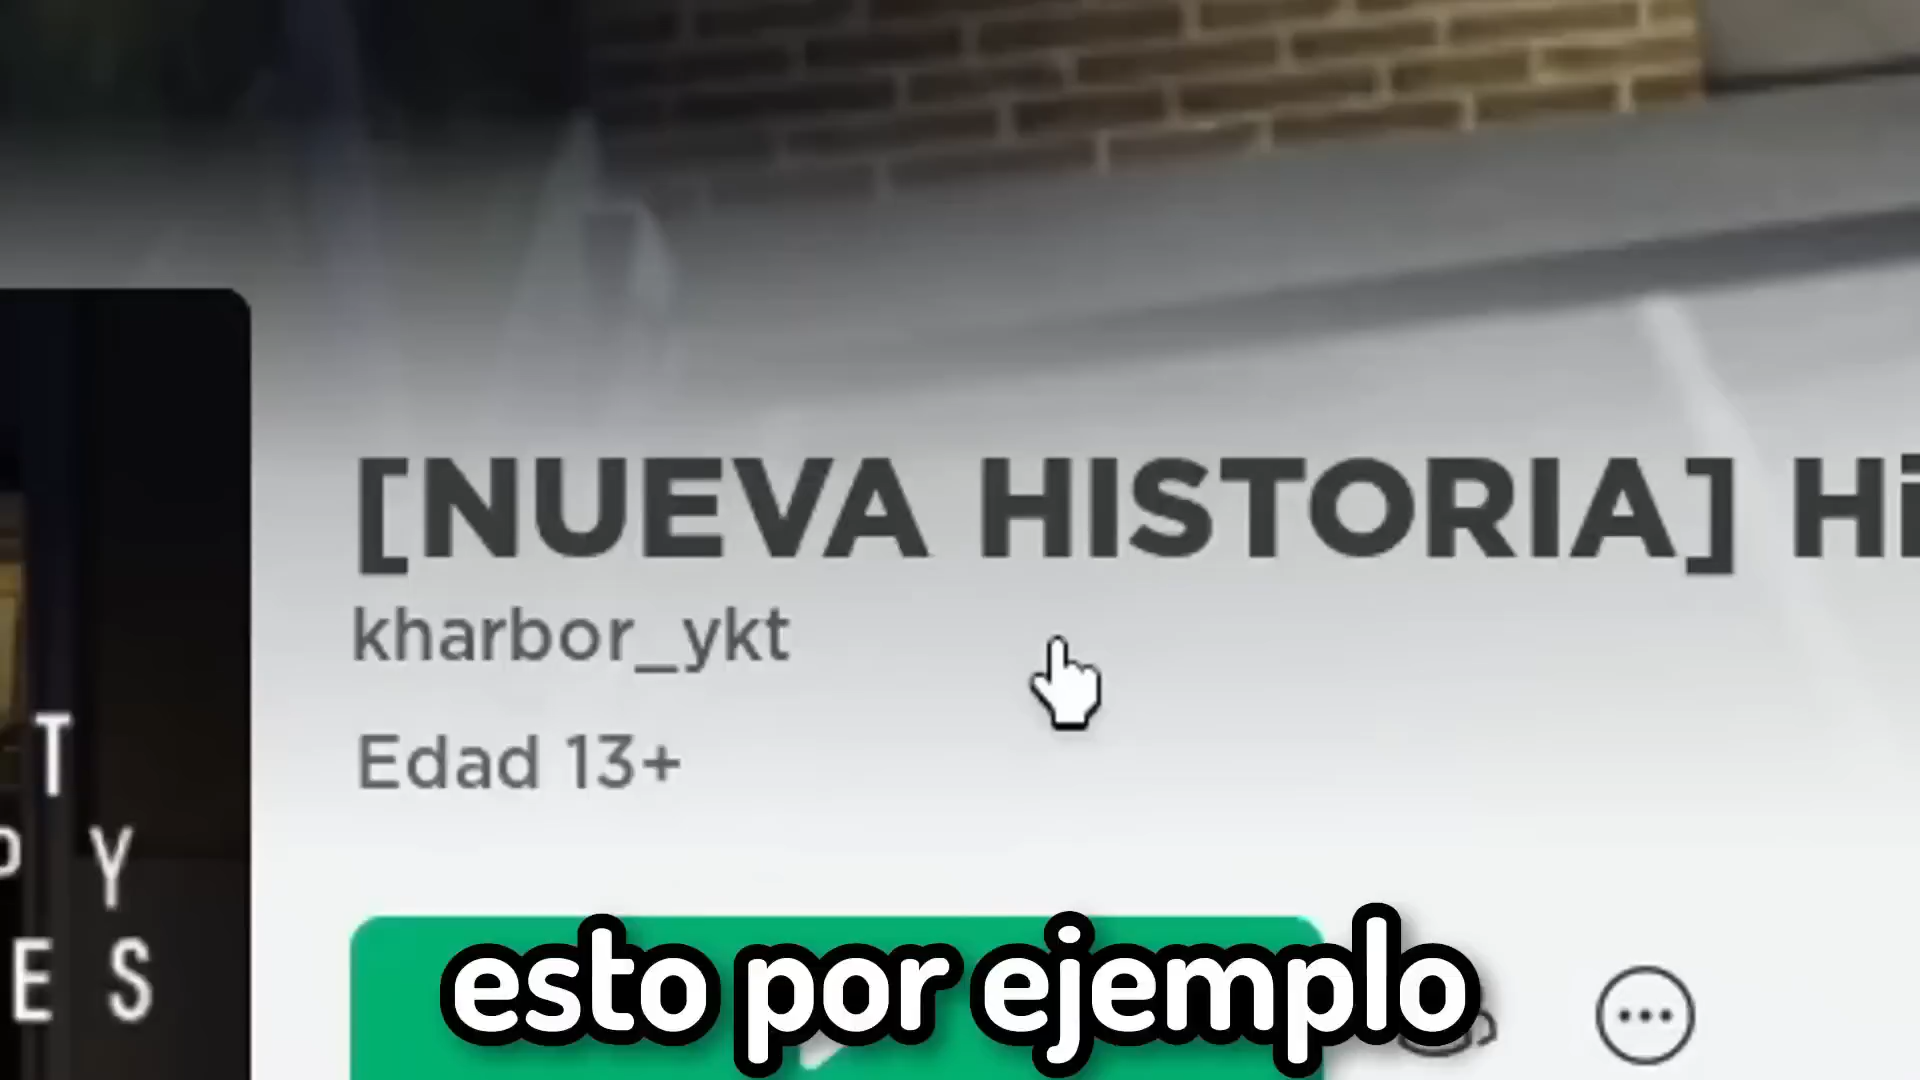 [NUEVA HISTORIA] Hi
kharbor_ykt
Edad 13+
T
P Y
E S
esto por ejemplo